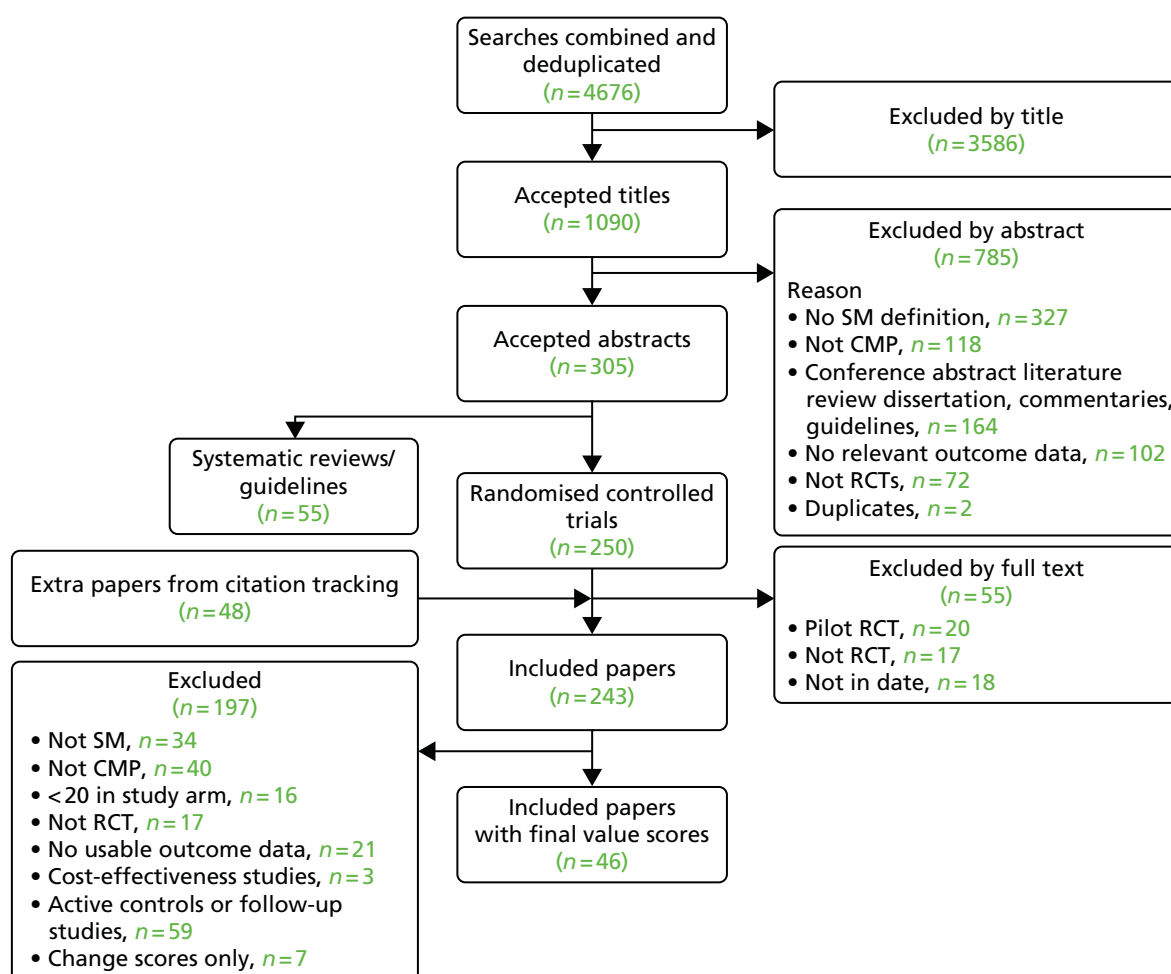 Searches combined and
deduplicated
(n=4676)
Excluded by title
(n=3586)
Accepted titles
(n=1090)
Excluded by abstract
(n=785)
Reason
• No SM definition, n=327
• Not CMP, n=118
• Conference abstract literature
review dissertation, commentaries,
guidelines, n=164
• No relevant outcome data, n=102
• Not RCTs, n=72
• Duplicates, n=2
Accepted abstracts
(n=305)
Systematic reviews/
guidelines
(n=55)
Randomised controlled
trials
(n=250)
Extra papers from citation tracking
(n=48)
Excluded by full text
(n=55)
• Pilot RCT, n=20
• Not RCT, n=17
• Not in date, n=18
Included papers
(n=243)
Excluded
(n=197)
• Not SM, n=34
• Not CMP, n=40
• <20 in study arm, n=16
• Not RCT, n=17
• No usable outcome data, n=21
• Cost-effectiveness studies, n=3
• Active controls or follow-up
studies, n=59
• Change scores only, n=7
Included papers
with final value scores
(n=46)